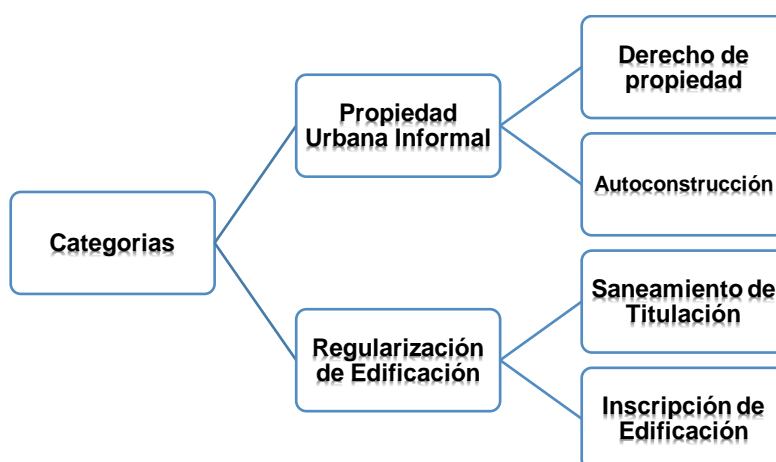 Categorias
Propiedad
Urbana Informal
Derecho de
propiedad
Autoconstrucción
Regularización
de Edificación
Saneamiento de
Titulación
Inscripción de
Edificación